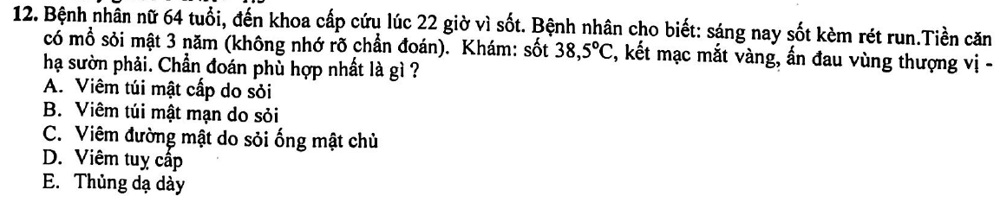 12. Bệnh nhân nữ 64 tuổi, đến khoa cấp cứu lúc 22 giờ vì sốt. Bệnh nhân cho biết: sáng nay sốt kèm rét run.Tiền căn
có mổ sỏi mật 3 năm (không nhớ rõ chẩn đoán). Khám: sốt 38,5°C, kết mạc mắt vàng, ấn đau vùng thượng vị -
hạ sườn phải. Chẩn đoán phù hợp nhất là gì ?
A. Viêm túi mật cấp do sỏi
B. Viêm túi mật mạn do sỏi
C. Viêm đường mật do sỏi ống mật chủ
D. Viêm tuỵ cấp
E. Thủng dạ dày